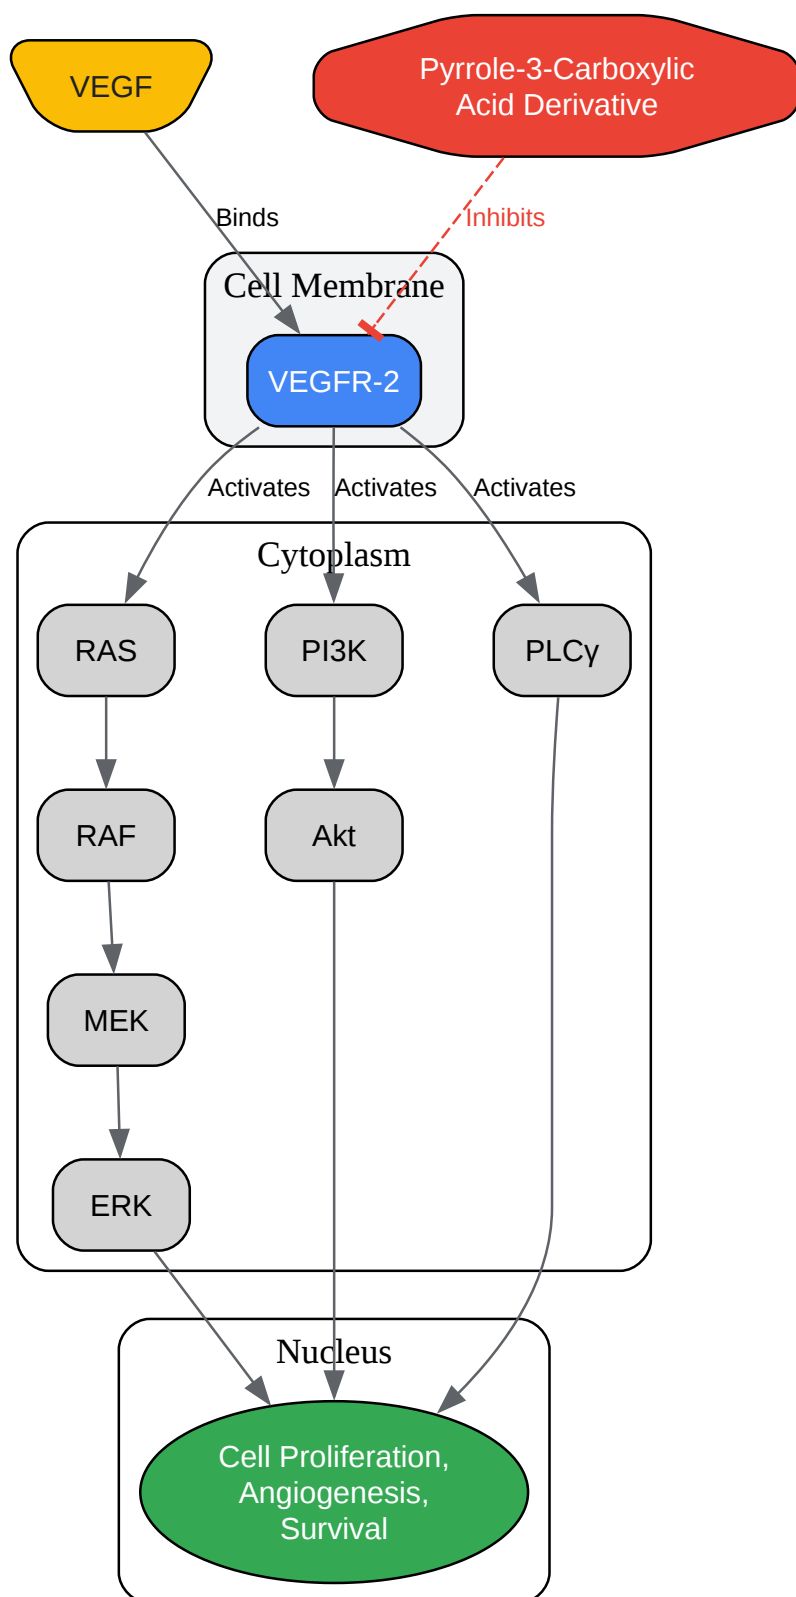 VEGF
Pyrrole-3-Carboxylic
Acid Derivative
Binds
Inhibits
Cell Membrane
VEGFR-2
Activates
Activates
Activates
Cytoplasm
RAS
PI3K
PLCγ
RAF
Akt
MEK
ERK
Nucleus
Cell Proliferation,
Angiogenesis,
Survival